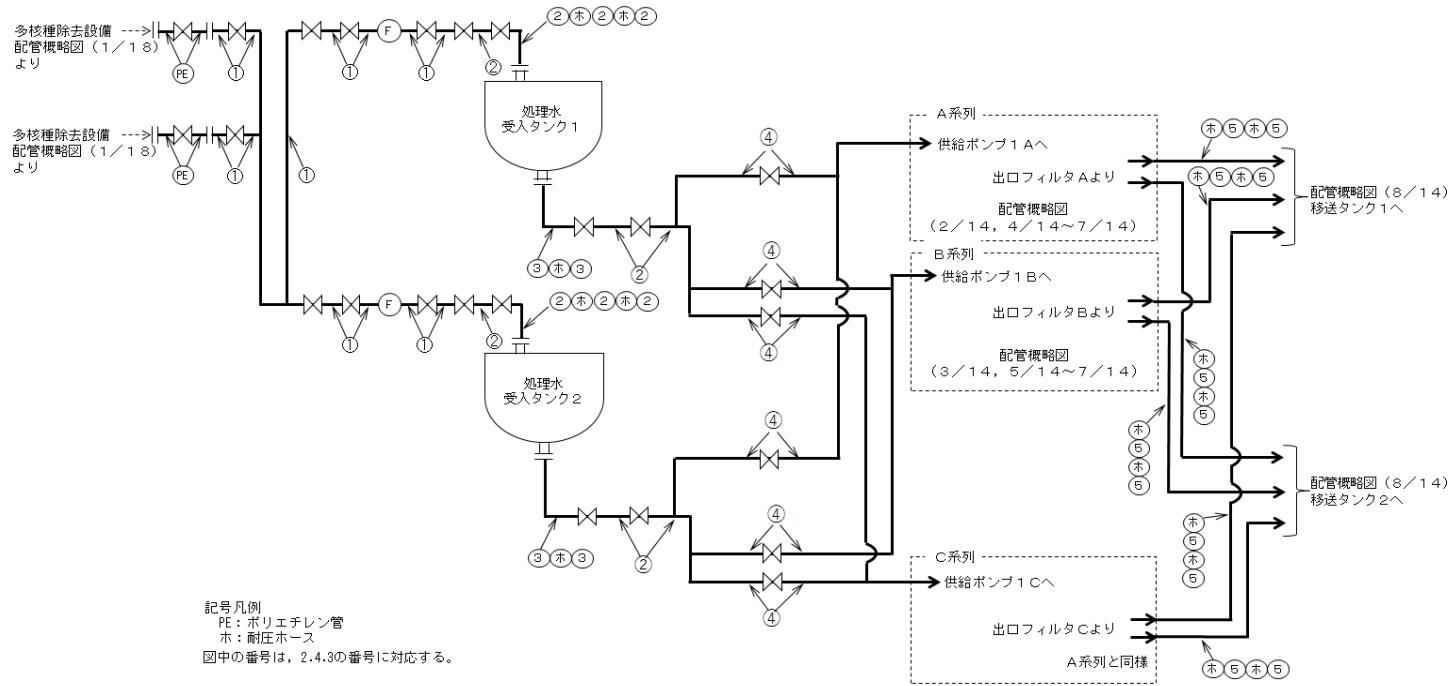 多核種除去設備
配管概略図(1/18)
より
PE
①
①
F
①
②
②ホ②ホ②
処理水
受入タンク1
多核種除去設備
配管概略図(1/18)
より
PE
①
①
③ホ③
②
④
④
④
①
F
①
②
②ホ②ホ②
処理水
受入タンク2
③ホ③
②
④
④
④
A系列
供給ポンプ1Aへ
出口フィルタAより
配管概略図
(2/14,4/14~7/14)
B系列
供給ポンプ1Bへ
出口フィルタBより
配管概略図
(3/14,5/14~7/14)
C系列
供給ポンプ1Cへ
出口フィルタCより
A系列と同様
ホ⑤ホ⑤
ホ⑤ホ⑤
配管概略図(8/14)
移送タンク1へ
ホ
⑤
ホ
⑤
ホ
⑤
ホ
⑤
配管概略図(8/14)
移送タンク2へ
ホ
⑤
ホ
⑤
ホ⑤ホ⑤
記号凡例
PE:ポリエチレン管
ホ:耐圧ホース
図中の番号は,2.4.3の番号に対応する。